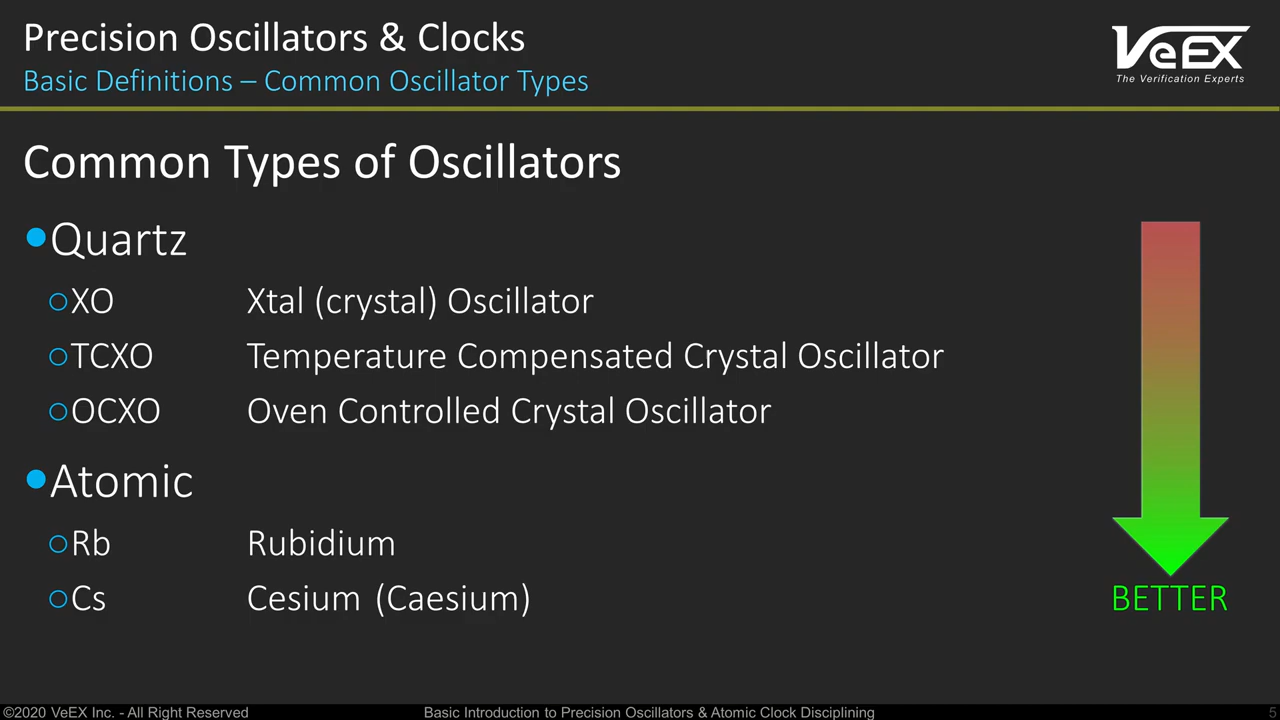 Precision Oscillators & Clocks
Basic Definitions – Common Oscillator Types
VeEX
The Verification Experts
Common Types of Oscillators
•Quartz
○XO Xtal (crystal) Oscillator
○TCXO Temperature Compensated Crystal Oscillator
○OCXO Oven Controlled Crystal Oscillator
•Atomic
○Rb Rubidium
○Cs Cesium (Caesium)
BETTER
©2020 VeEX Inc. - All Right Reserved Basic Introduction to Precision Oscillators & Atomic Clock Disciplining 5